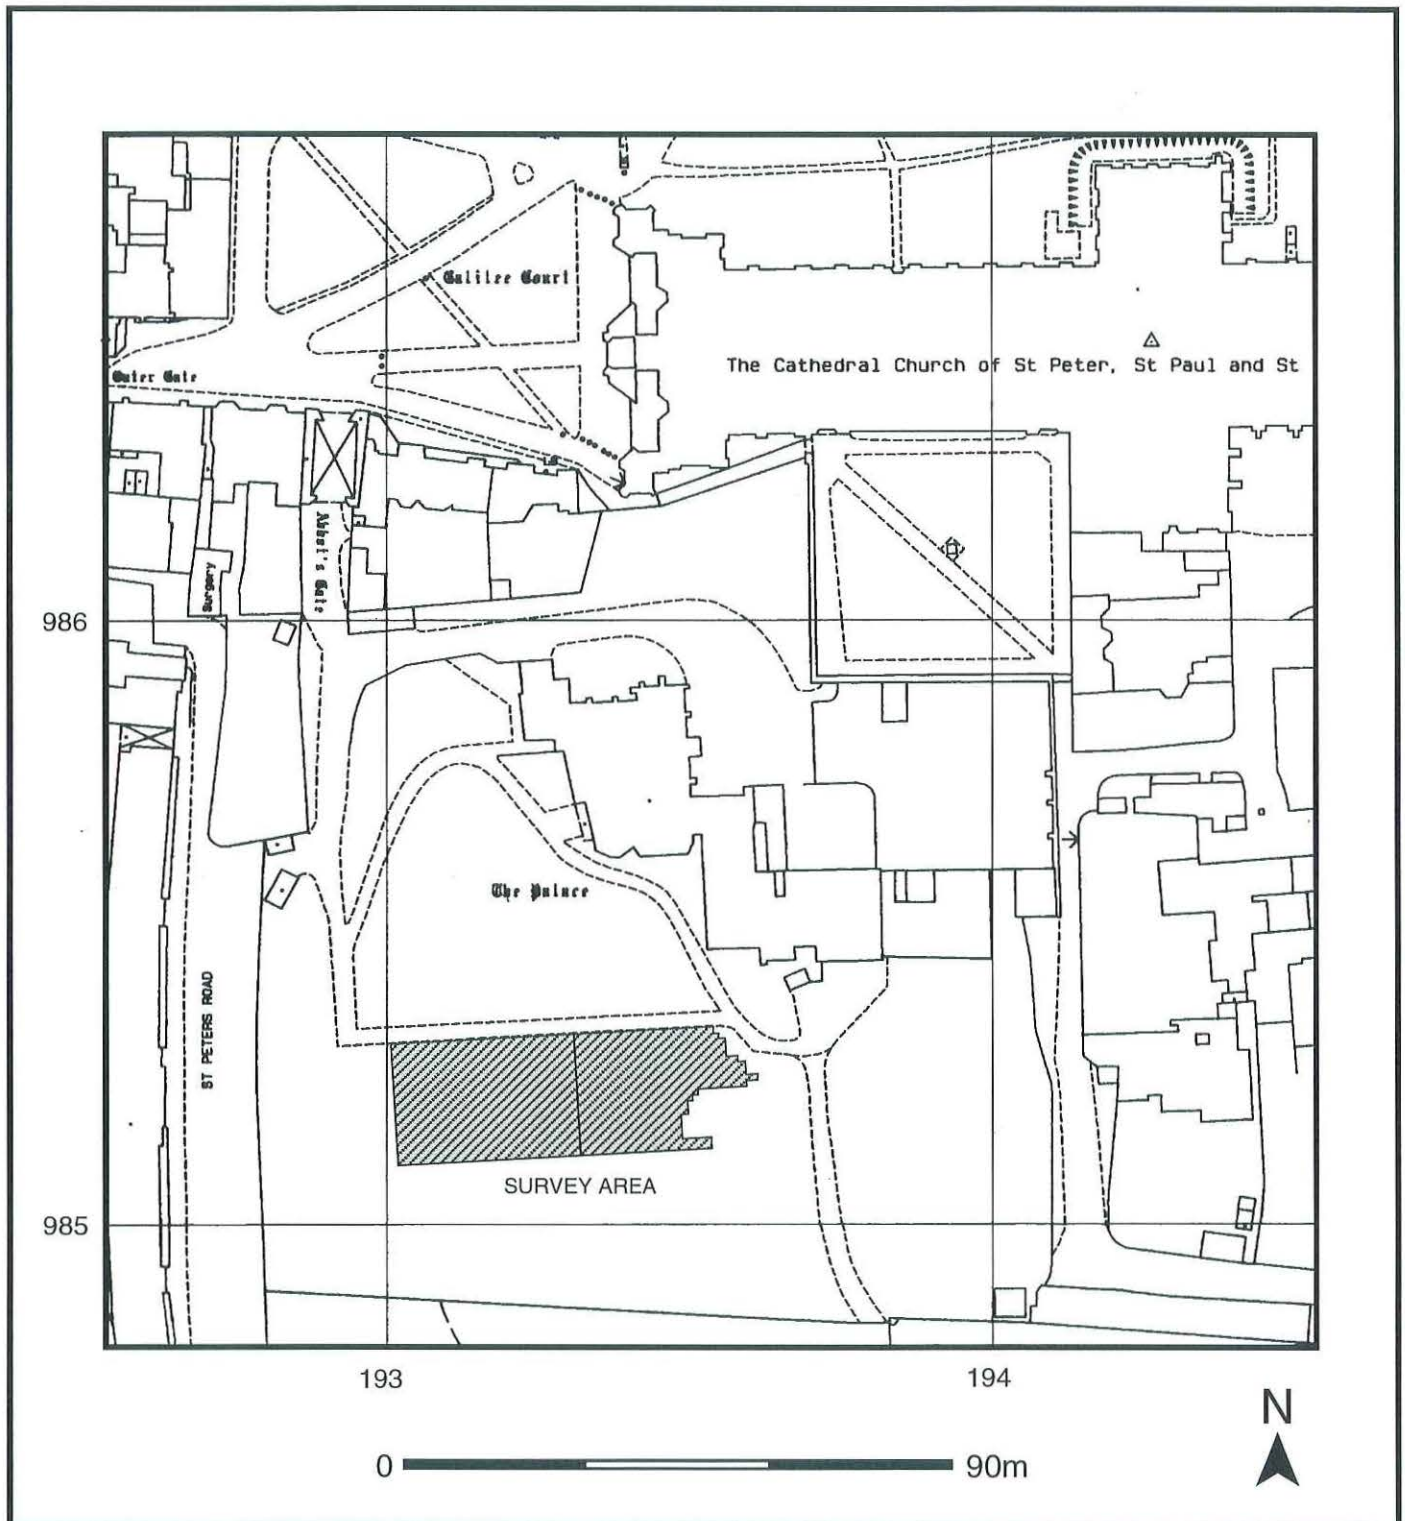 Galilee Court
The Cathedral Church of St Peter, St Paul and St
Outer Gate
LB
Abbot's Gate
Surgery
986
The Palace
ST PETERS ROAD
SURVEY AREA
985
193
194
N
0
90m